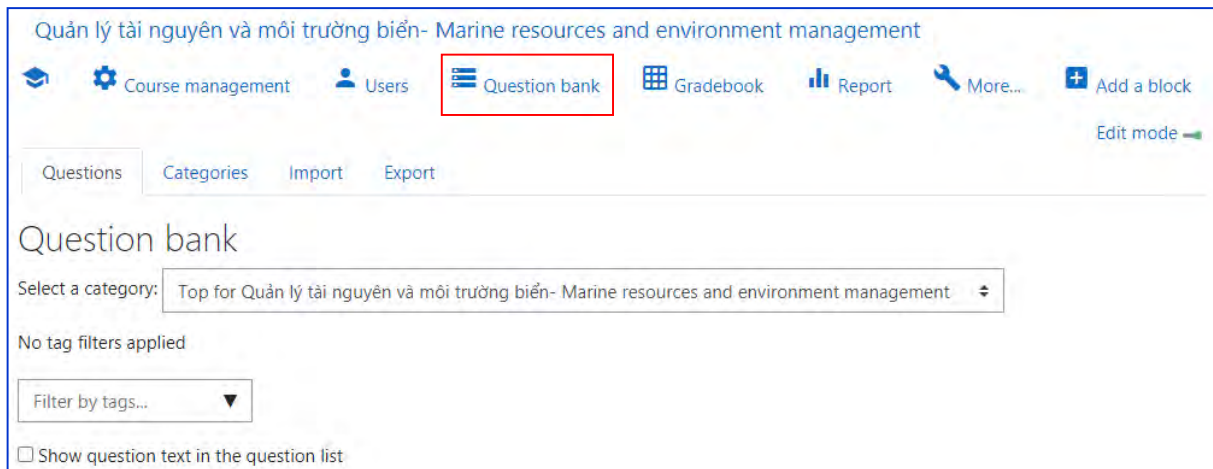 Quản lý tài nguyên và môi trường biển- Marine resources and environment management
Course management Users Question bank Gradebook Report More... Add a block
Edit mode
Questions Categories Import Export
Question bank
Select a category: Top for Quản lý tài nguyên và môi trường biển- Marine resources and environment management
No tag filters applied
Filter by tags...
Show question text in the question list